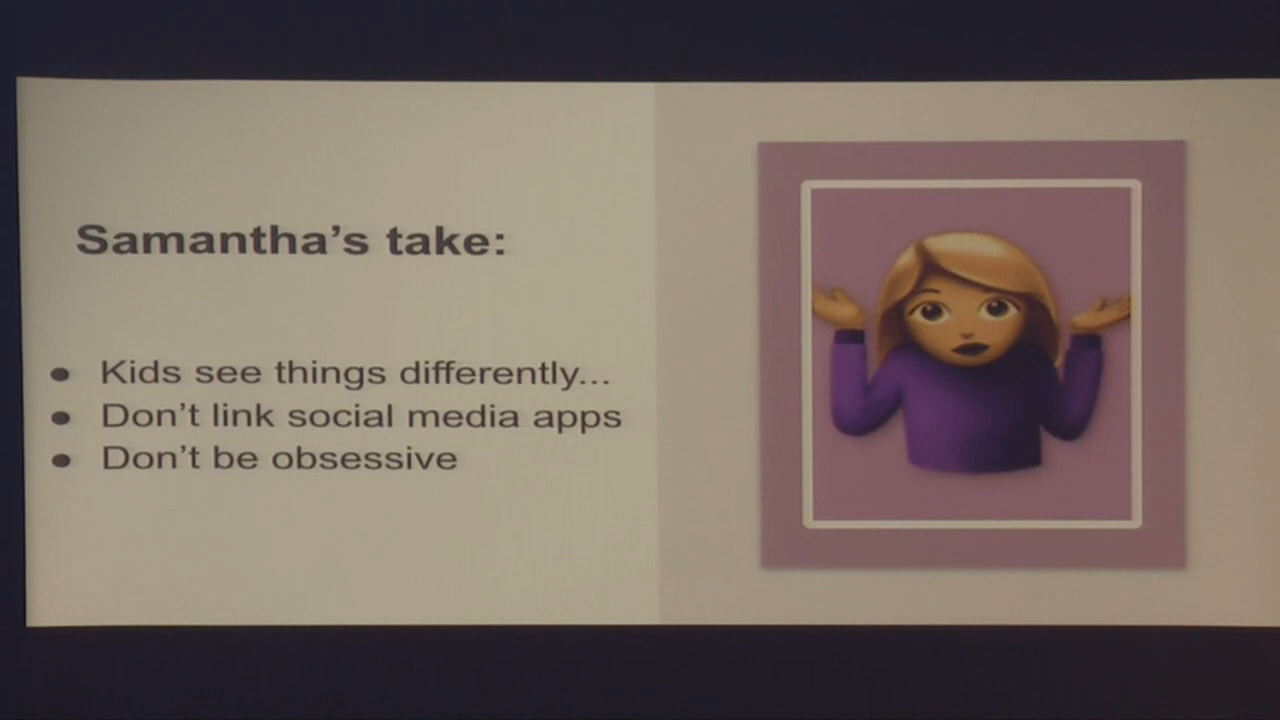 Samantha’s take:
● Kids see things differently...
● Don’t link social media apps
● Don’t be obsessive